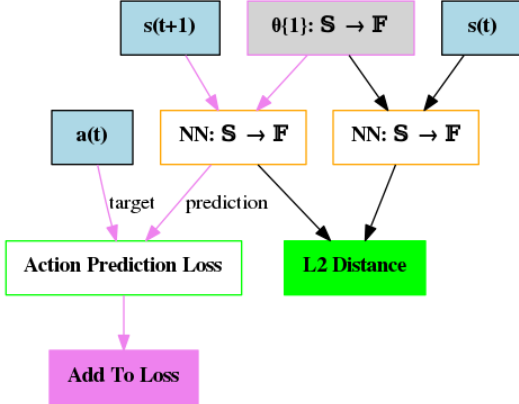 s(t+1)
θ{1}: 𝕊 → 𝔽
s(t)
a(t)
NN: 𝕊 → 𝔽
NN: 𝕊 → 𝔽
target
prediction
Action Prediction Loss
L2 Distance
Add To Loss